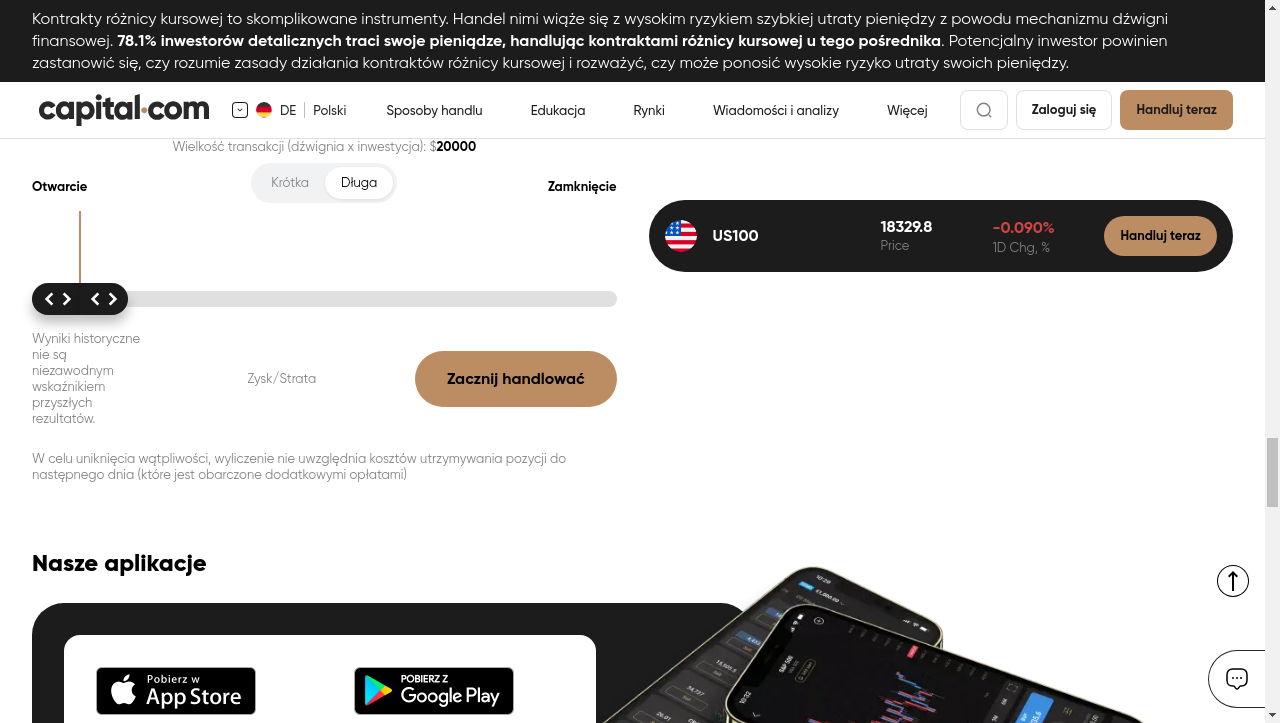 Kontrakty różnicy kursowej to skomplikowane instrumenty. Handel nimi wiąże się z wysokim ryzykiem szybkiej utraty pieniędzy z powodu mechanizmu dźwigni
finansowej. 78.1% inwestorów detalicznych traci swoje pieniądze, handlując kontraktami różnicy kursowej u tego pośrednika. Potencjalny inwestor powinien
zastanowić się, czy rozumie zasady działania kontraktów różnicy kursowej i rozważyć, czy może ponosić wysokie ryzyko utraty swoich pieniędzy.
capital.com DE Polski Sposoby handlu Edukacja Rynki Wiadomości i analizy Więcej Zaloguj się Handluj teraz
Wielkość transakcji (dźwignia x inwestycja): $20000
Otwarcie Krótka Długa Zamknięcie
US100 18329.8 -0.090% Handluj teraz
Price 1D Chg, %
Wyniki historyczne
nie są
niezawodnym
wskaźnikiem
przyszłych
rezultatów.
Zysk/Strata
Zacznij handlować
W celu uniknięcia wątpliwości, wyliczenie nie uwzględnia kosztów utrzymywania pozycji do
następnego dnia (które jest obarczone dodatkowymi opłatami)
Nasze aplikacje
Pobierz w
App Store
POBIERZ Z
Google Play
10:29
S&P 500
10:32